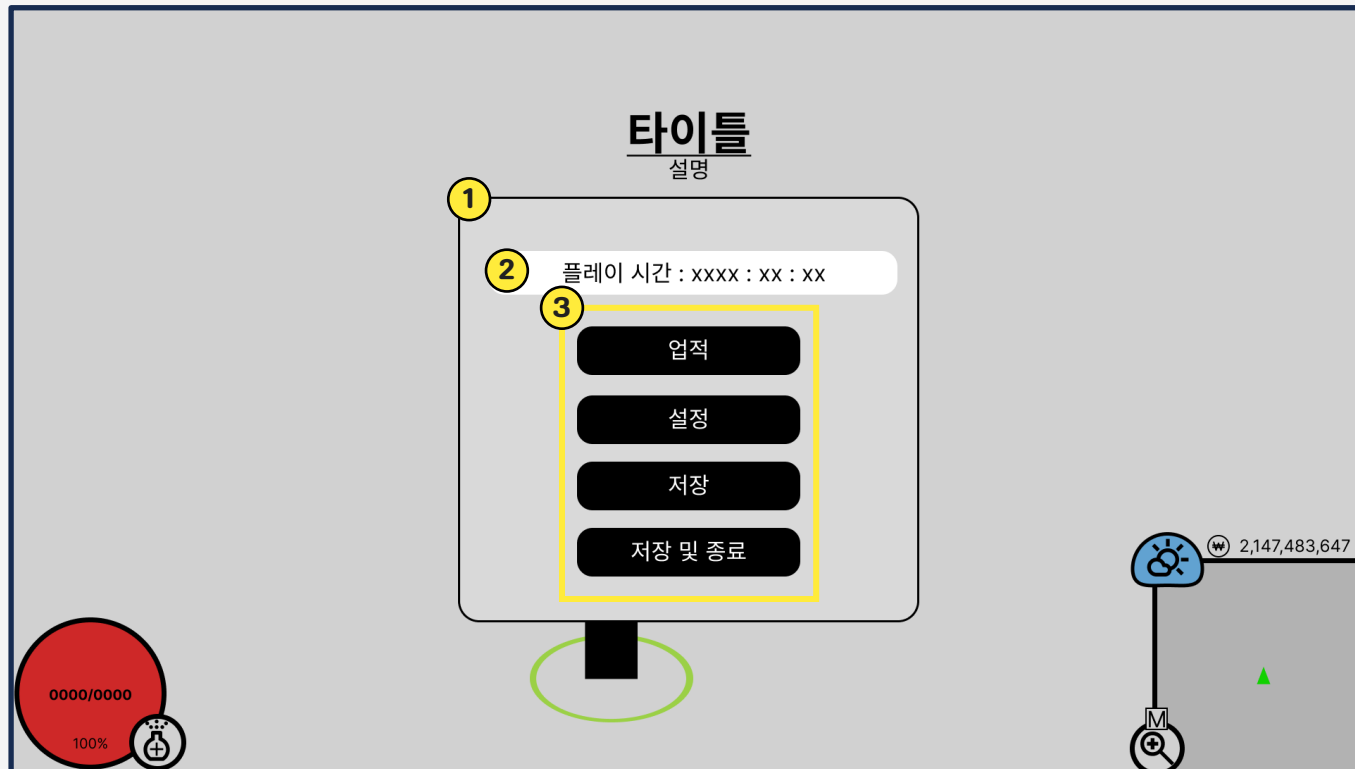 타이틀
설명
1
2
플레이 시간 : xxxx : xx : xx
3
업적
설정
저장
저장 및 종료
₩ 2,147,483,647
0000/0000
100%
M